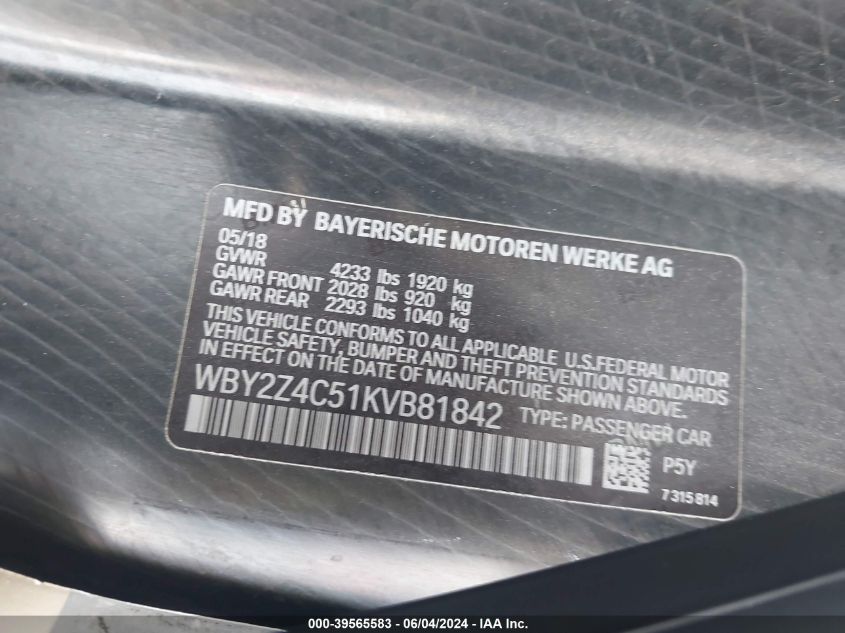 MFD BY BAYERISCHE MOTOREN WERKE AG
05/18
GVWR 4233 lbs 1920 kg
GAWR FRONT 2028 lbs 920 kg
GAWR REAR 2293 lbs 1040 kg
THIS VEHICLE CONFORMS TO ALL APPLICABLE U.S.FEDERAL MOTOR
VEHICLE SAFETY, BUMPER AND THEFT PREVENTION STANDARDS
IN EFFECT ON THE DATE OF MANUFACTURE SHOWN ABOVE.
WBY2Z4C51KVB81842 TYPE: PASSENGER CAR
P5Y
7315814
000-39565583 - 06/04/2024 - IAA Inc.